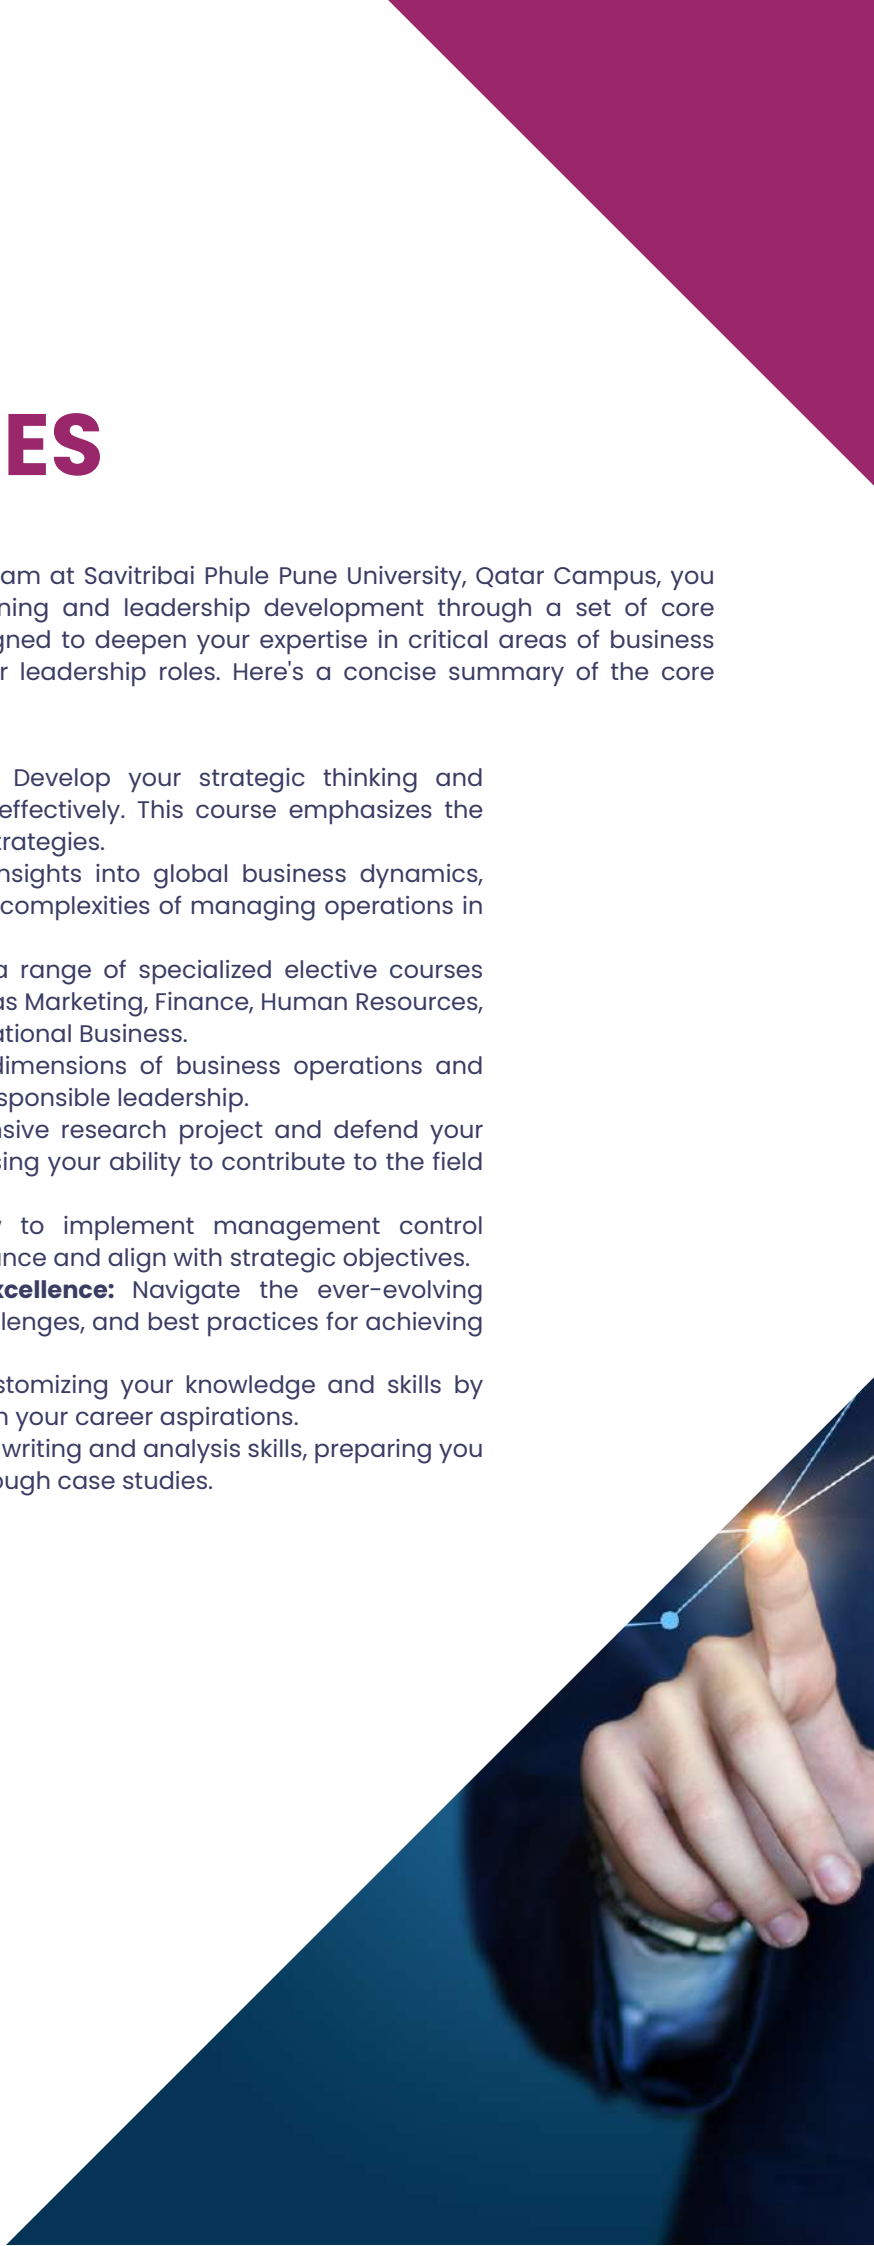 ES
am at Savitribai Phule Pune University, Qatar Campus, you
ning and leadership development through a set of core
gned to deepen your expertise in critical areas of business
r leadership roles. Here's a concise summary of the core
Develop your strategic thinking and
effectively. This course emphasizes the
trategies.
nsights into global business dynamics,
complexities of managing operations in
a range of specialized elective courses
as Marketing, Finance, Human Resources,
ational Business.
dimensions of business operations and
sponsible leadership.
nsive research project and defend your
sing your ability to contribute to the field
to implement management control
ance and align with strategic objectives.
xcellence: Navigate the ever-evolving
llenges, and best practices for achieving
stomizing your knowledge and skills by
h your career aspirations.
writing and analysis skills, preparing you
ough case studies.